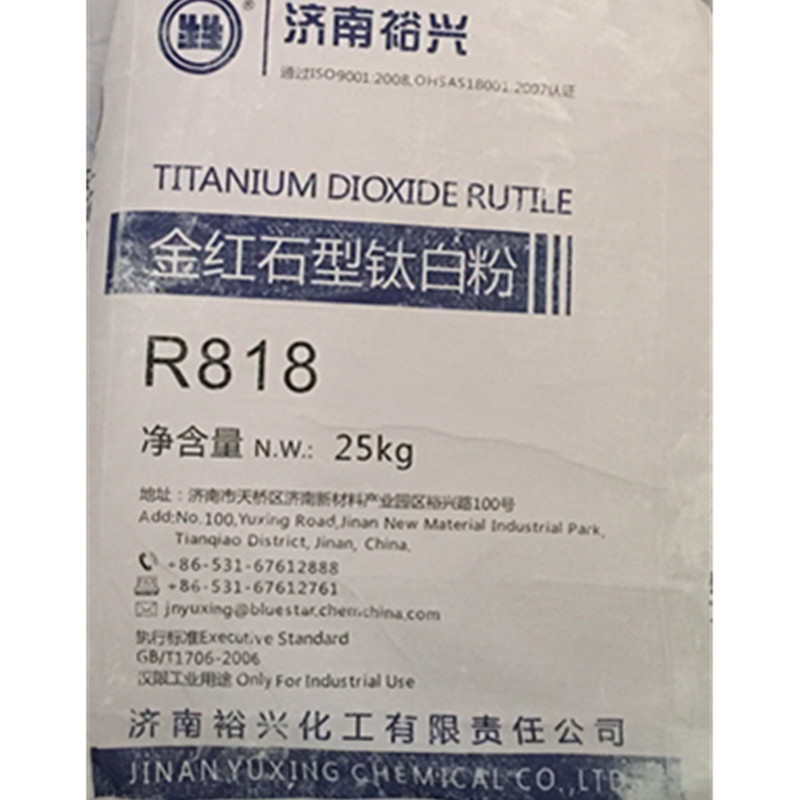 ®
济南裕兴
通过ISO9001:2008,OHSAS18001:2007认证
TITANIUM DIOXIDE RUTILE
金红石型钛白粉
R818
净含量 N.W.: 25kg
地址：济南市天桥区济南新材料产业园区裕兴路100号
Add;No.100,Yuxing Road,Jinan New Material Industrial Park,
Tianqiao District, Jinan, China.
+86-531-67612888
+86-531-67612761
jnyuxing@bluestar.chemchina.com
执行标准Executive Standard
GB/T1706-2006
仅限工业用途 Only For Industrial Use
济南裕兴化工有限责任公司
JINAN YUXING CHEMICAL CO.,LTD